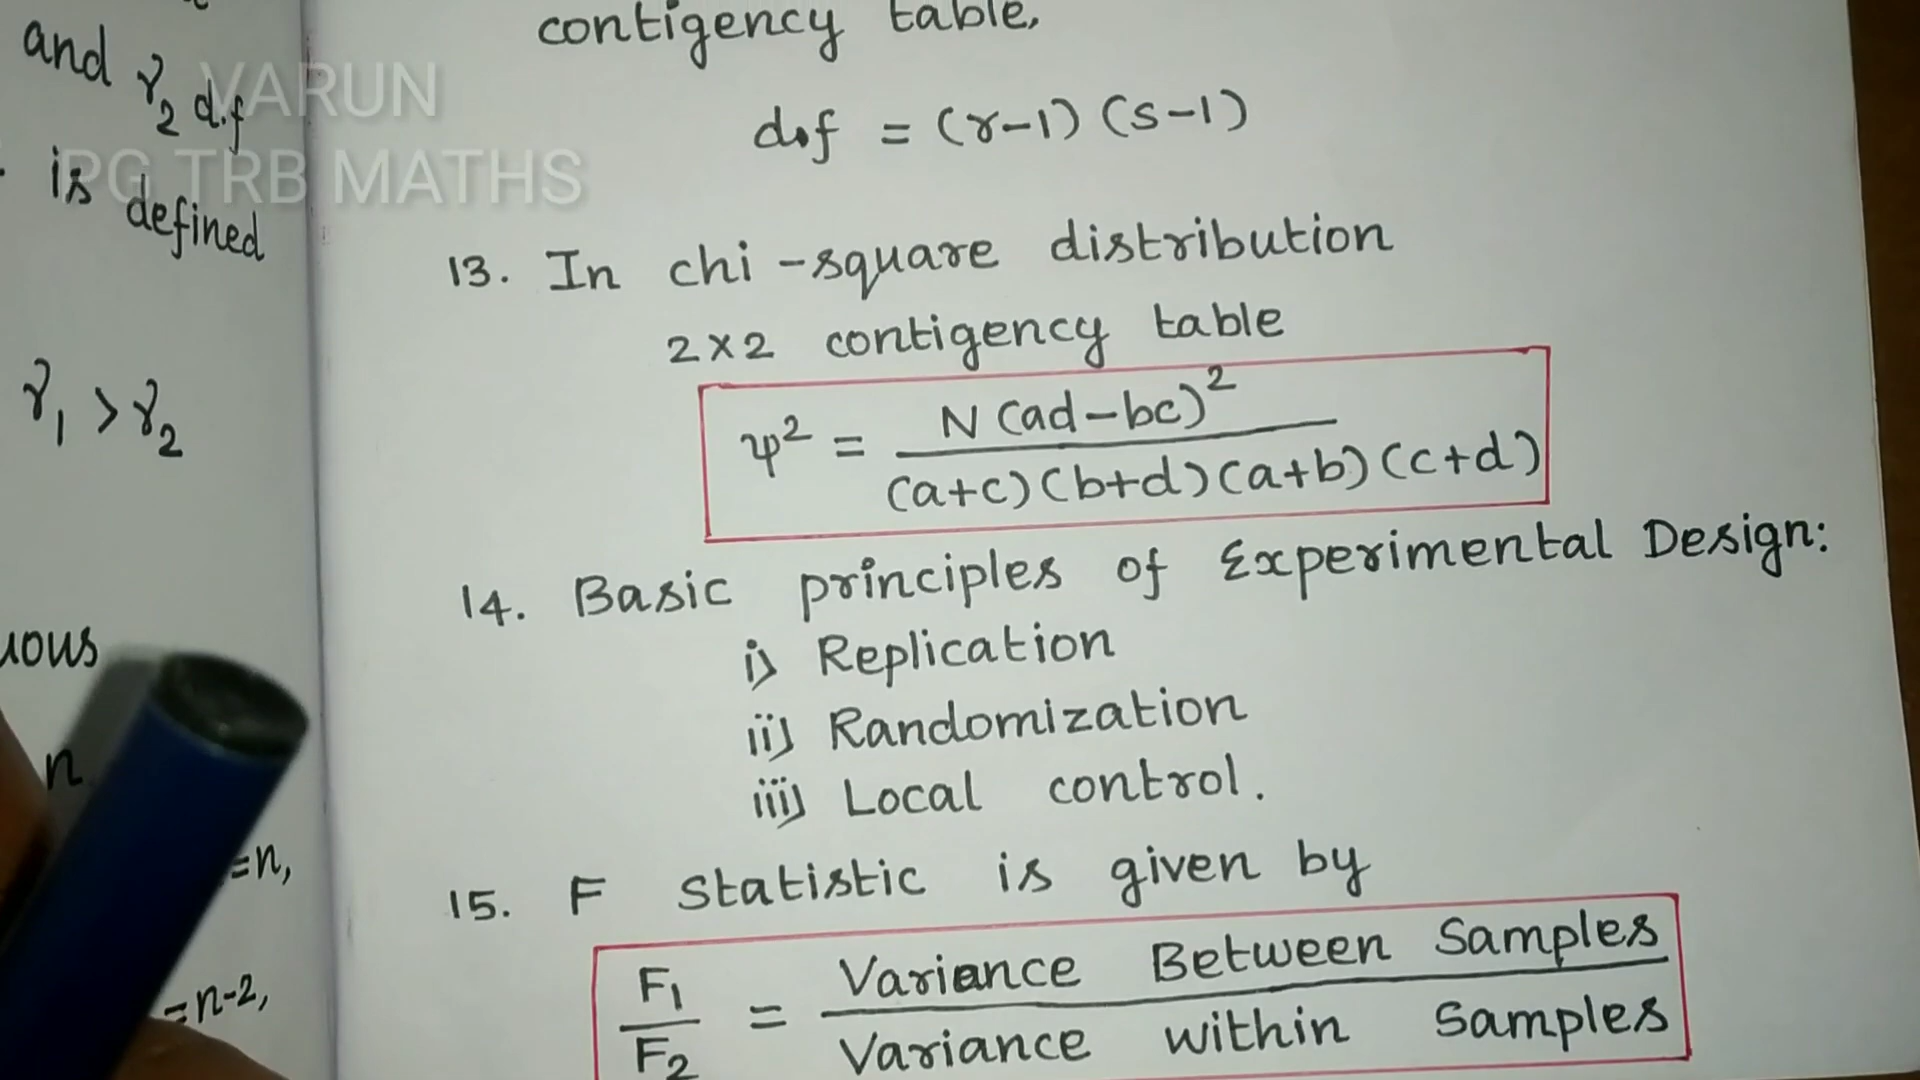 and γ₂ d.f
is defined
γ₁ > γ₂
n
=n,
=n-2,
VARUN
PG TRB MATHS
contigency table,
d.f = (r-1) (s-1)
13. In chi-square distribution
2×2 contigency table
ψ² = N(ad-bc)² / (a+c)(b+d)(a+b)(c+d)
14. Basic principles of Experimental Design:
i) Replication
ii) Randomization
iii) Local control.
15. F Statistic is given by
F₁ / F₂ = Variance Between Samples / Variance within Samples